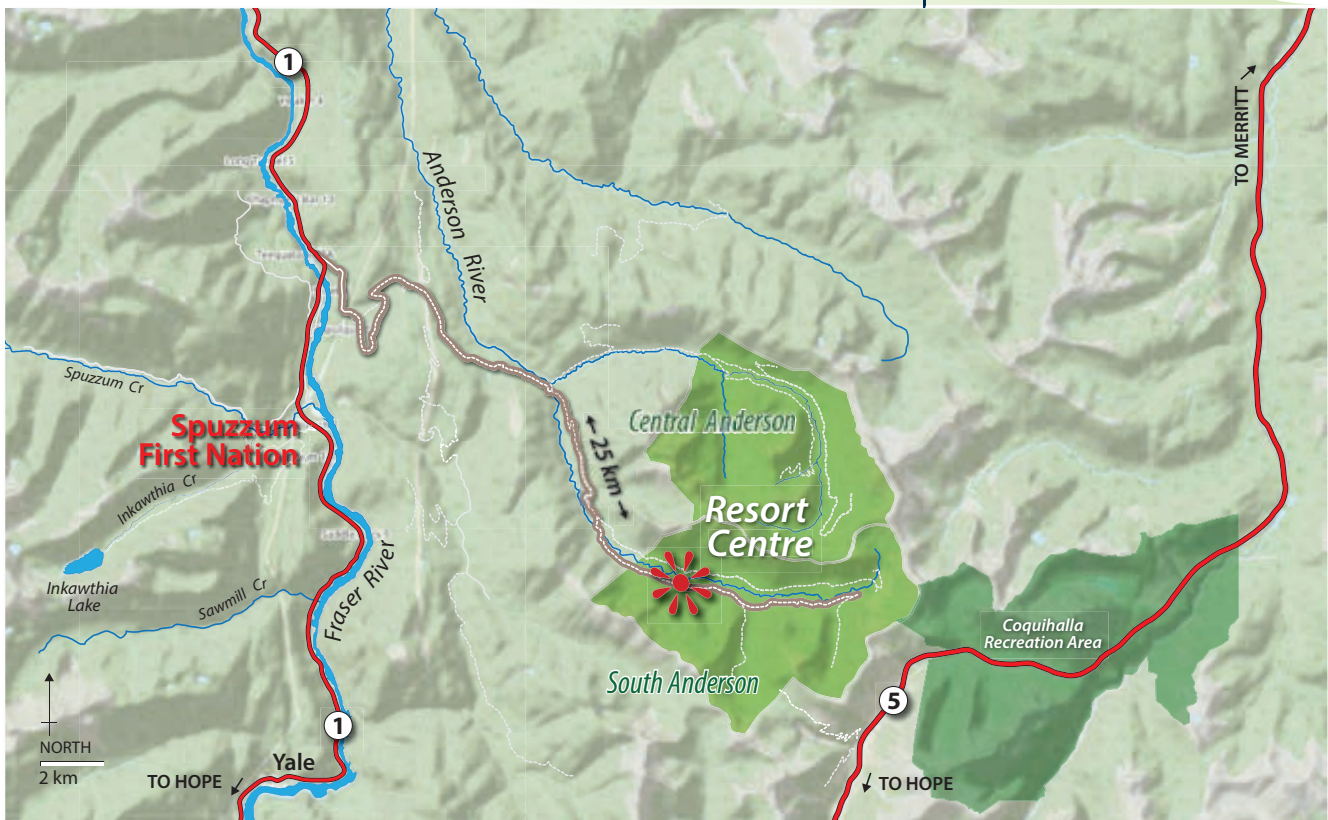 1
TO MERRITT
Anderson River
Spuzzum Cr
Spuzzum
First Nation
Central Anderson
25 km
Inkawthia Cr
Resort
Centre
Inkawthia
Lake
Sawmill Cr
Fraser River
Coquihalla
Recreation Area
South Anderson
5
1
NORTH
2 km
Yale
TO HOPE
TO HOPE